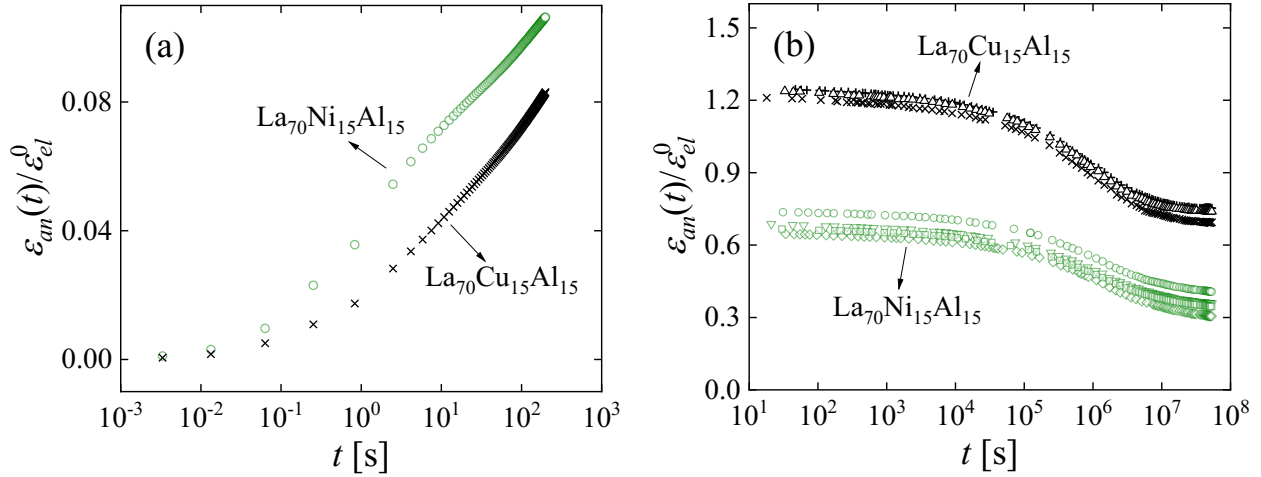 (a)
La₇₀Ni₁₅Al₁₅
La₇₀Cu₁₅Al₁₅
0.08
0.04
0.00
εₐₙ(t)/ε⁰ₑₗ
10⁻³ 10⁻² 10⁻¹ 10⁰ 10¹ 10² 10³
t [s]
(b)
La₇₀Cu₁₅Al₁₅
La₇₀Ni₁₅Al₁₅
1.5
1.2
0.9
0.6
0.3
0.0
εₐₙ(t)/ε⁰ₑₗ
10¹ 10² 10³ 10⁴ 10⁵ 10⁶ 10⁷ 10⁸
t [s]